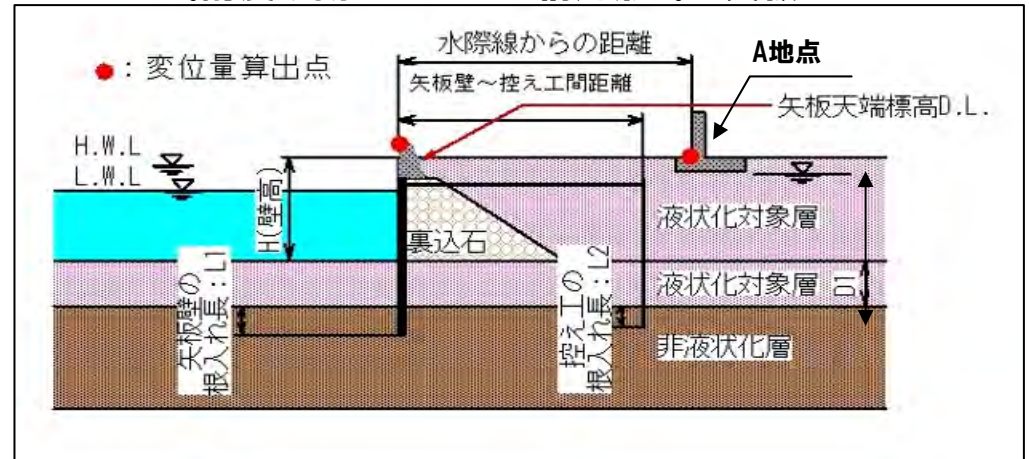 水際線からの距離
A地点
●：変位量算出点
矢板壁～控え工間距離
矢板天端標高D.L.
H.W.L
L.W.L
H(壁高)
液状化対象層
裏込石
液状化対象層
D1
矢板壁の
根入れ長：L1
控え工の
根入れ長：L2
非液状化層